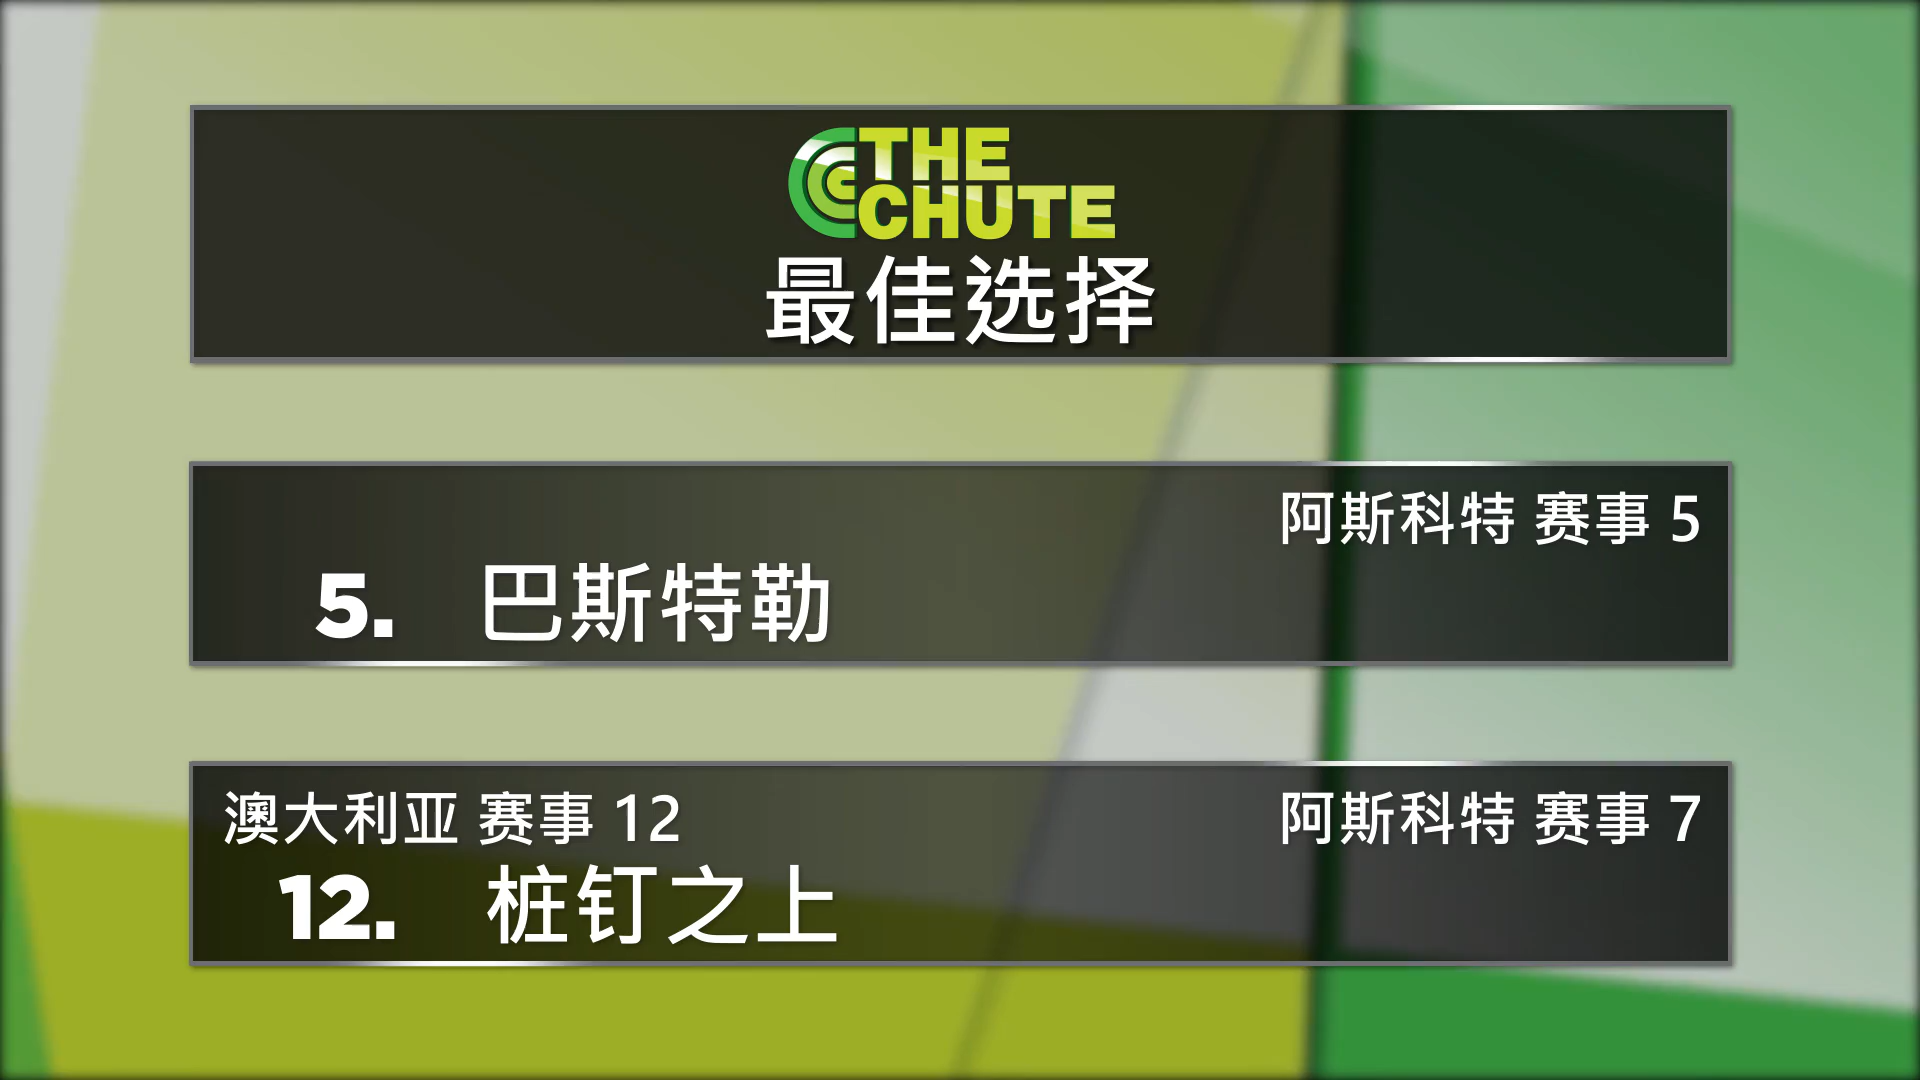 THE
CHUTE
最佳选择
阿斯科特 赛事 5
5. 巴斯特勒
澳大利亚 赛事 12
阿斯科特 赛事 7
12. 桩钉之上